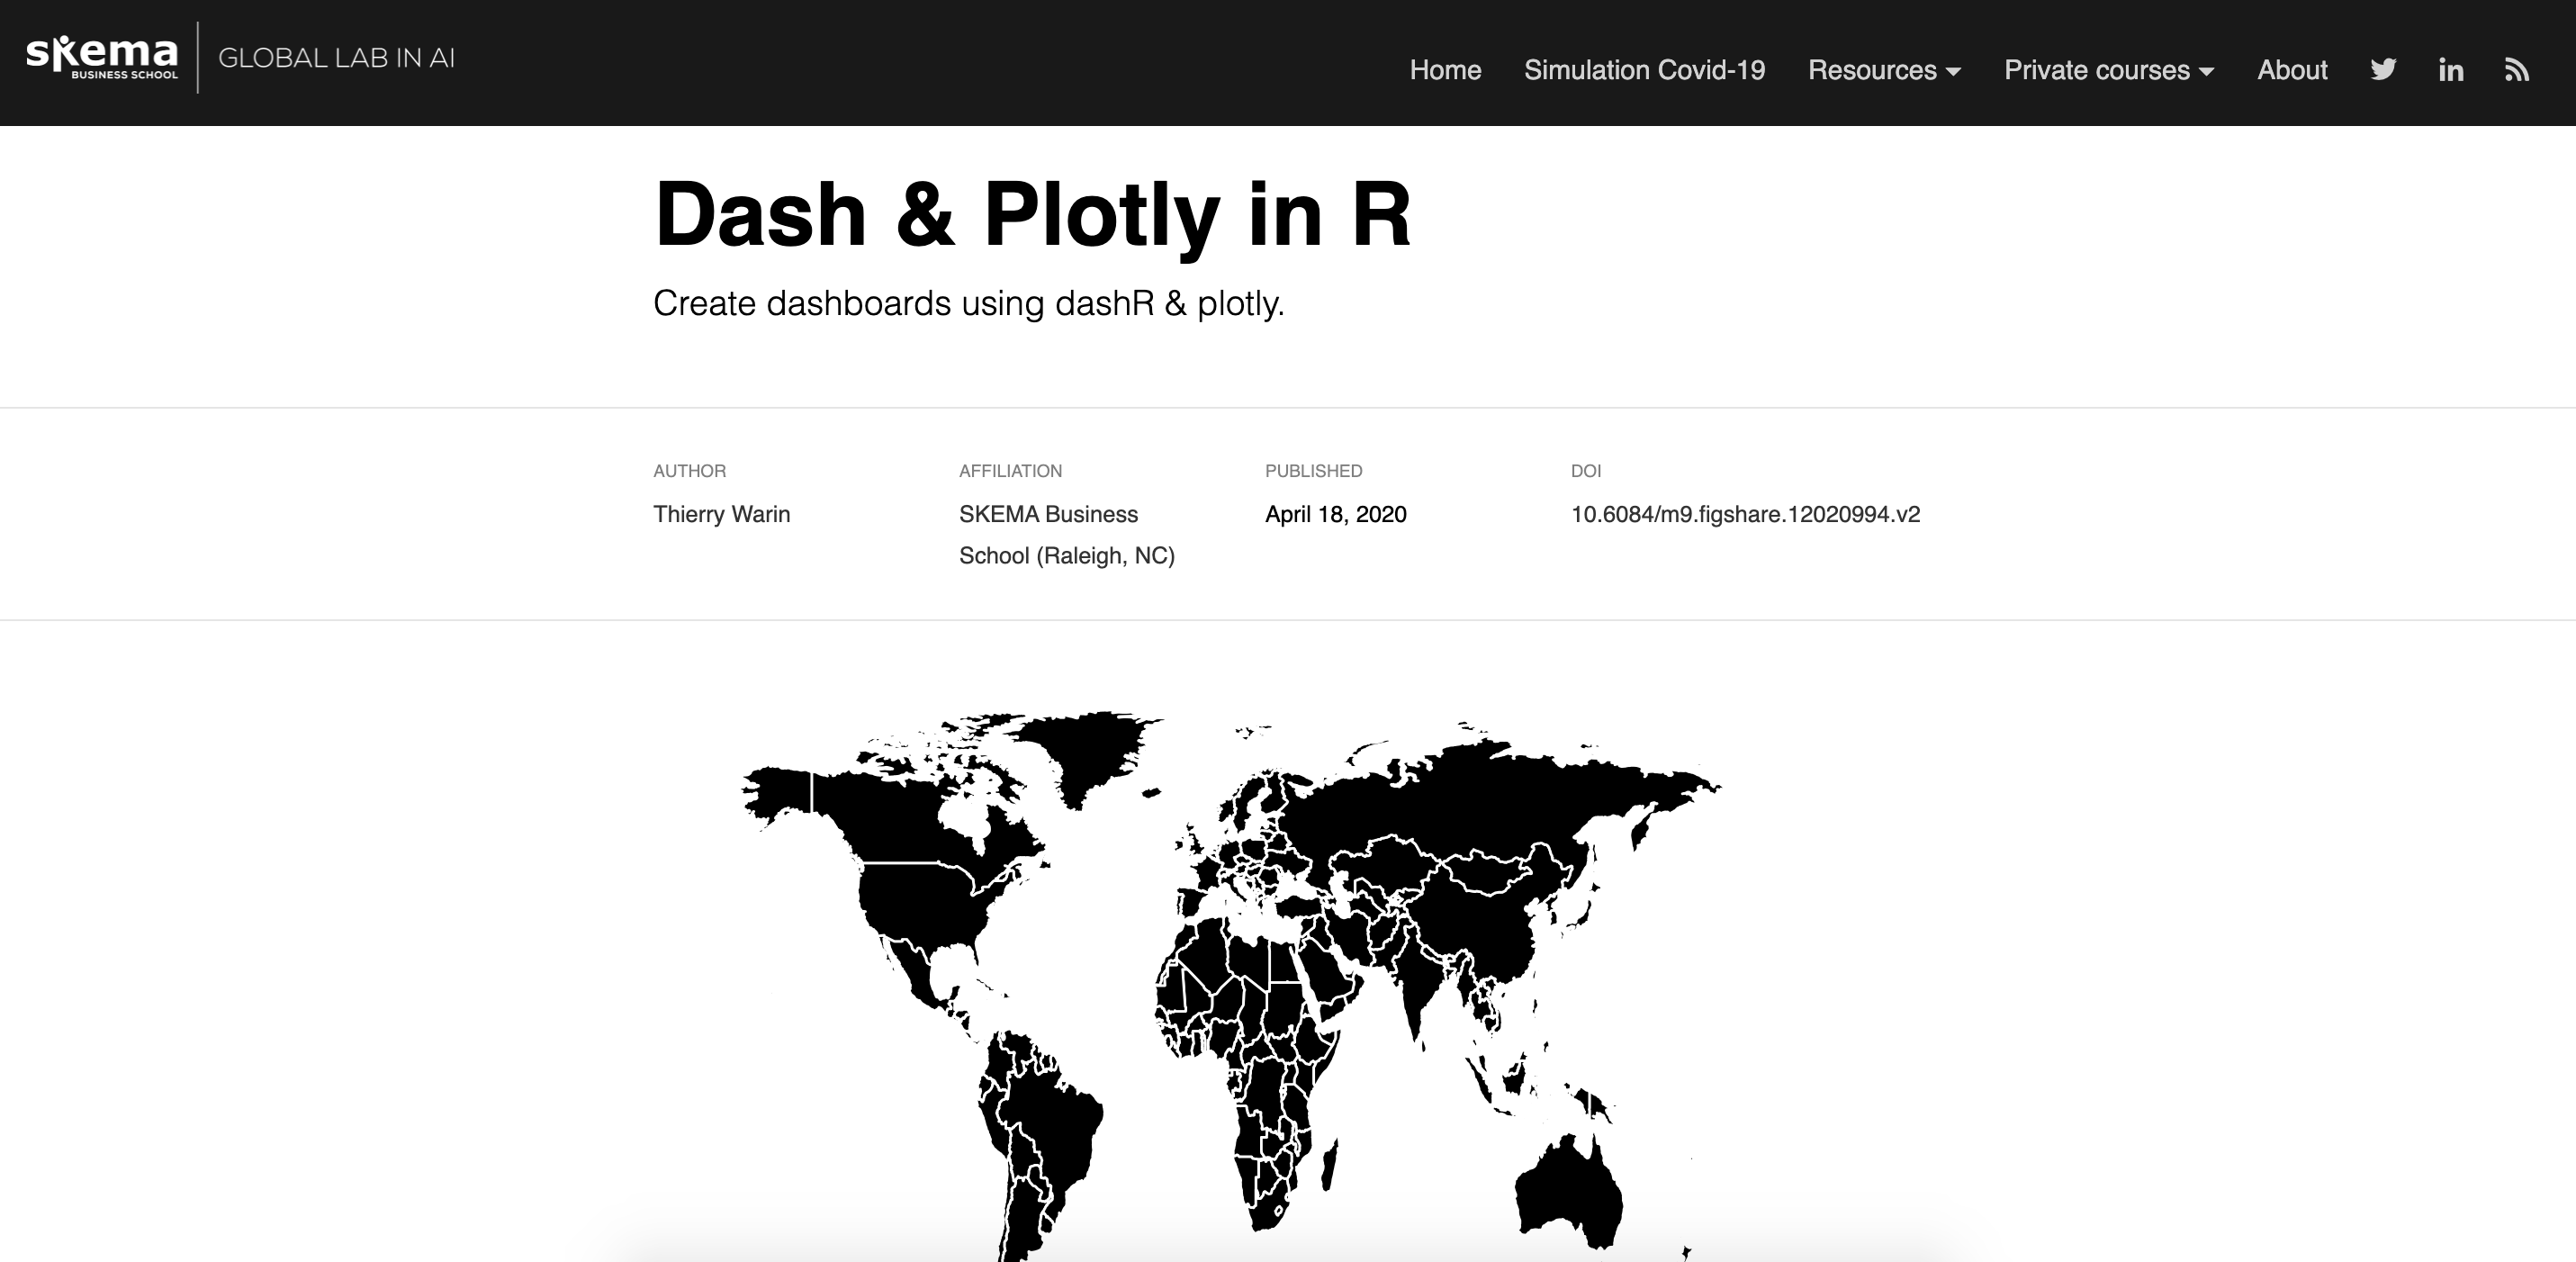 skema
BUSINESS SCHOOL
GLOBAL LAB IN AI
Home Simulation Covid-19 Resources Private courses About
Dash & Plotly in R
Create dashboards using dashR & plotly.
AUTHOR
Thierry Warin
AFFILIATION
SKEMA Business
School (Raleigh, NC)
PUBLISHED
April 18, 2020
DOI
10.6084/m9.figshare.12020994.v2